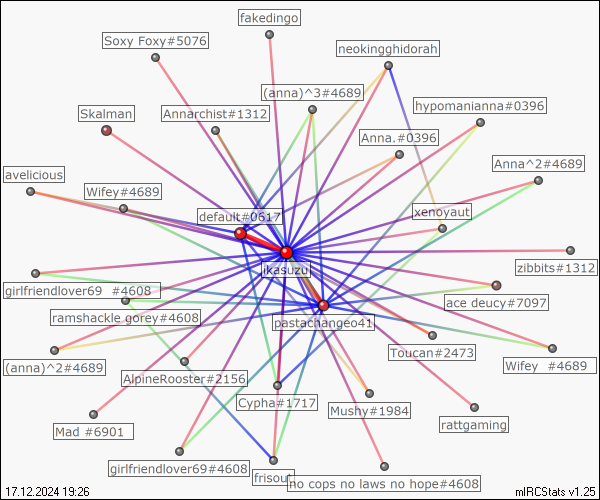 fakedingo
Soxy Foxy#5076
neokingghidorah
(anna)^3#4689
hypomanianna#0396
Annarchist#1312
Skalman
Anna.#0396
Anna^2#4689
avelicious
Wifey#4689
default#0617
xenoyaut
ikasuzu
zibbits#1312
girlfriendlover69 #4608
ace deucy#7097
ramshackle gorey#4608
pastachangeo41
Toucan#2473
(anna)^2#4689
Wifey #4689
AlpineRooster#2156
Cypha#1717
Mushy#1984
rattgaming
Mad #6901
girlfriendlover69#4608
frisout
no cops no laws no hope#4608
17.12.2024 19:26
mIRCStats v1.25